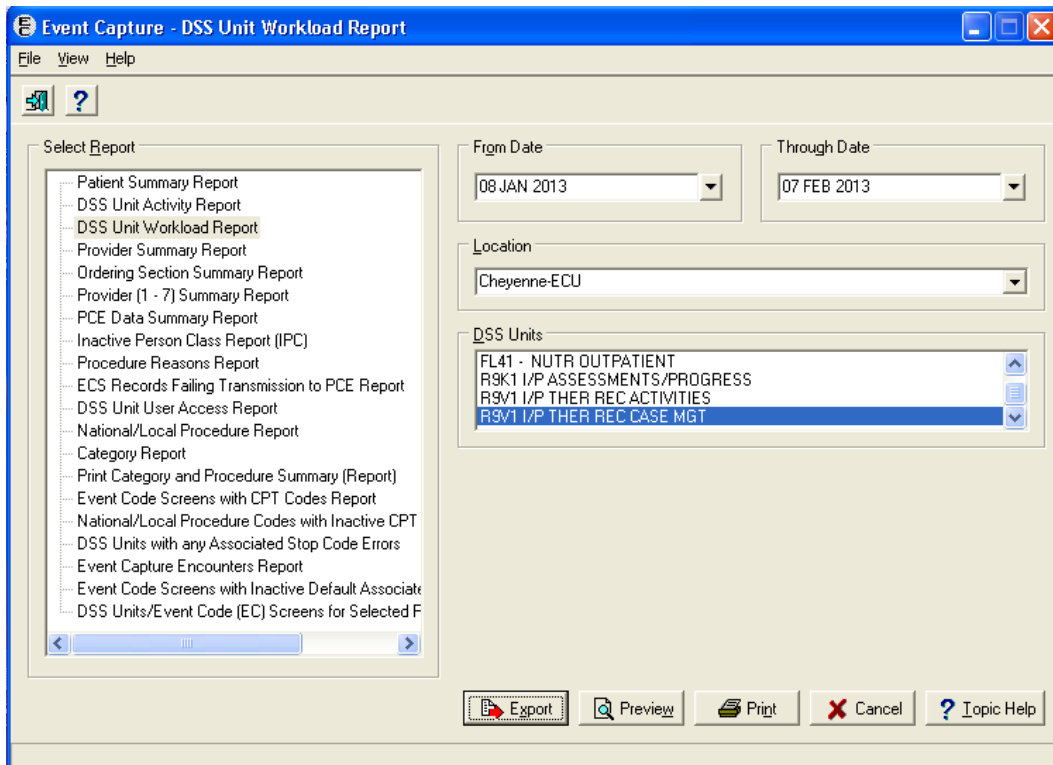 Event Capture - DSS Unit Workload Report
File View Help
Select Report
Patient Summary Report
DSS Unit Activity Report
DSS Unit Workload Report
Provider Summary Report
Ordering Section Summary Report
Provider (1 - 7) Summary Report
PCE Data Summary Report
Inactive Person Class Report (IPC)
Procedure Reasons Report
ECS Records Failing Transmission to PCE Report
DSS Unit User Access Report
National/Local Procedure Report
Category Report
Print Category and Procedure Summary (Report)
Event Code Screens with CPT Codes Report
National/Local Procedure Codes with Inactive CPT
DSS Units with any Associated Stop Code Errors
Event Capture Encounters Report
Event Code Screens with Inactive Default Associate
DSS Units/Event Code (EC) Screens for Selected F
From Date
08 JAN 2013
Through Date
07 FEB 2013
Location
Cheyenne-ECU
DSS Units
FL41 - NUTR OUTPATIENT
R9K1 I/P ASSESSMENTS/PROGRESS
R9V1 I/P THER REC ACTIVITIES
R9V1 I/P THER REC CASE MGT
Export Preview Print Cancel ? Topic Help